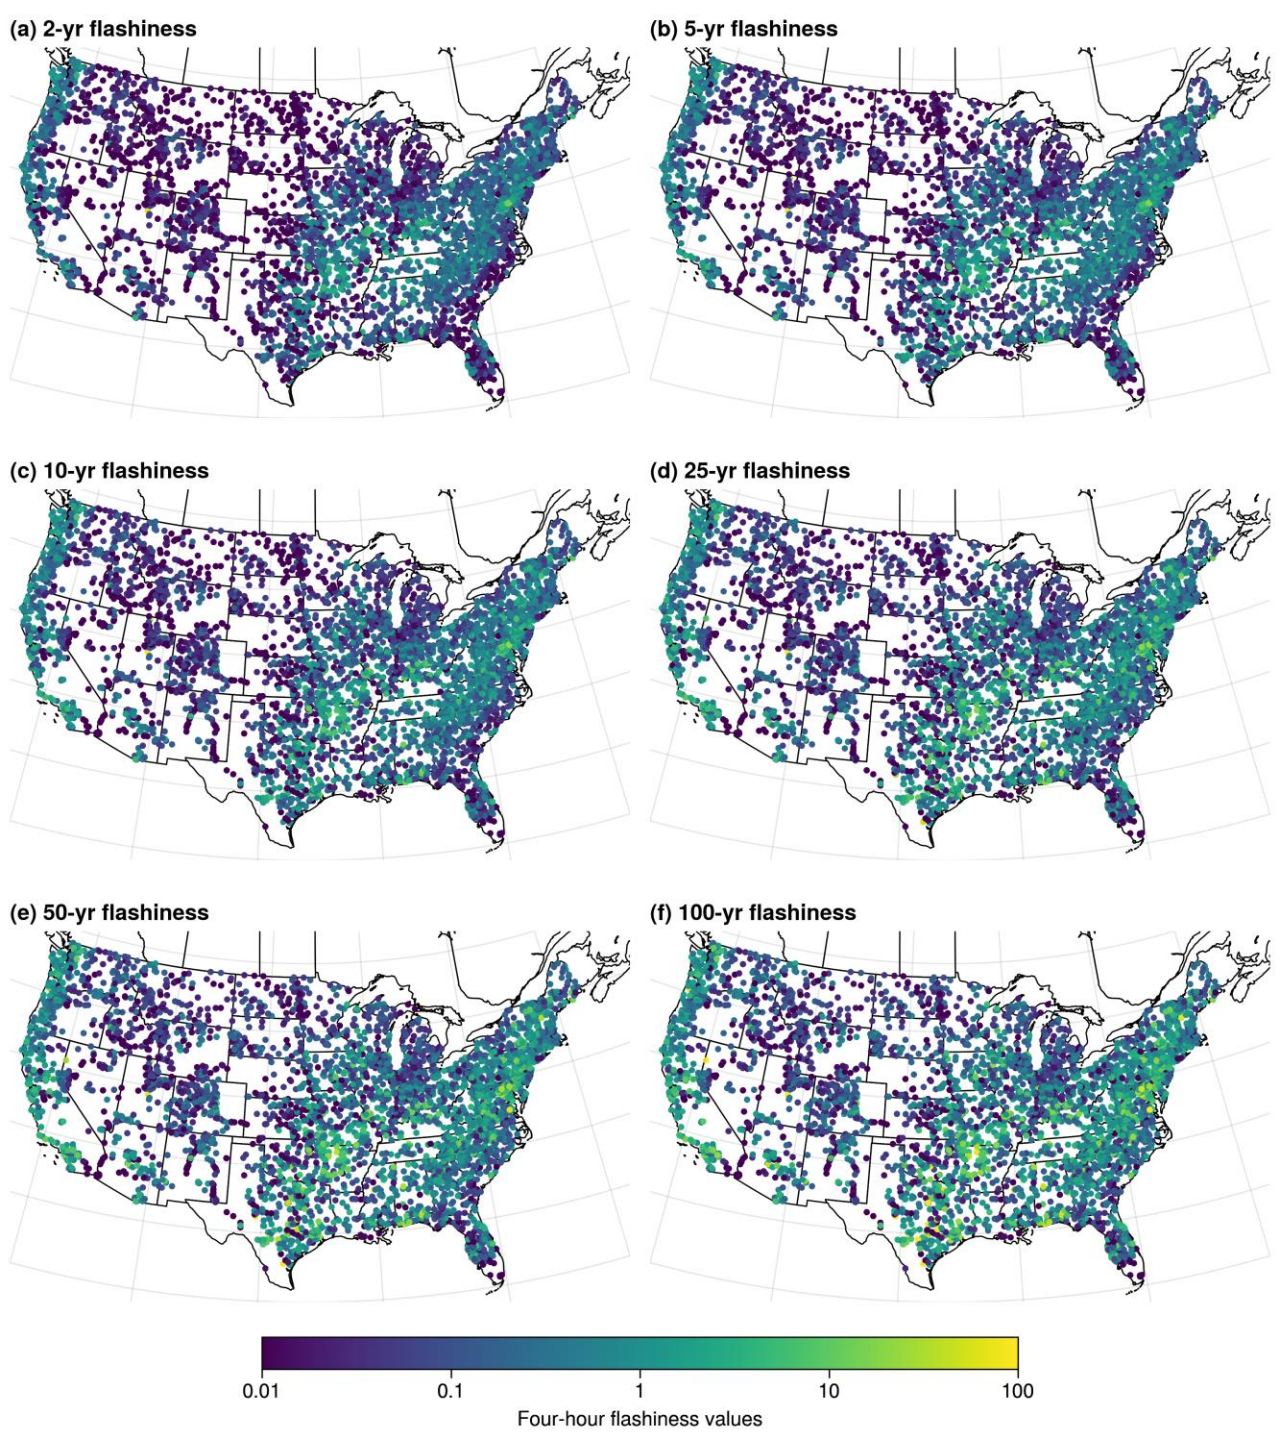 (a) 2-yr flashiness
(b) 5-yr flashiness
(c) 10-yr flashiness
(d) 25-yr flashiness
(e) 50-yr flashiness
(f) 100-yr flashiness
0.01 0.1 1 10 100
Four-hour flashiness values